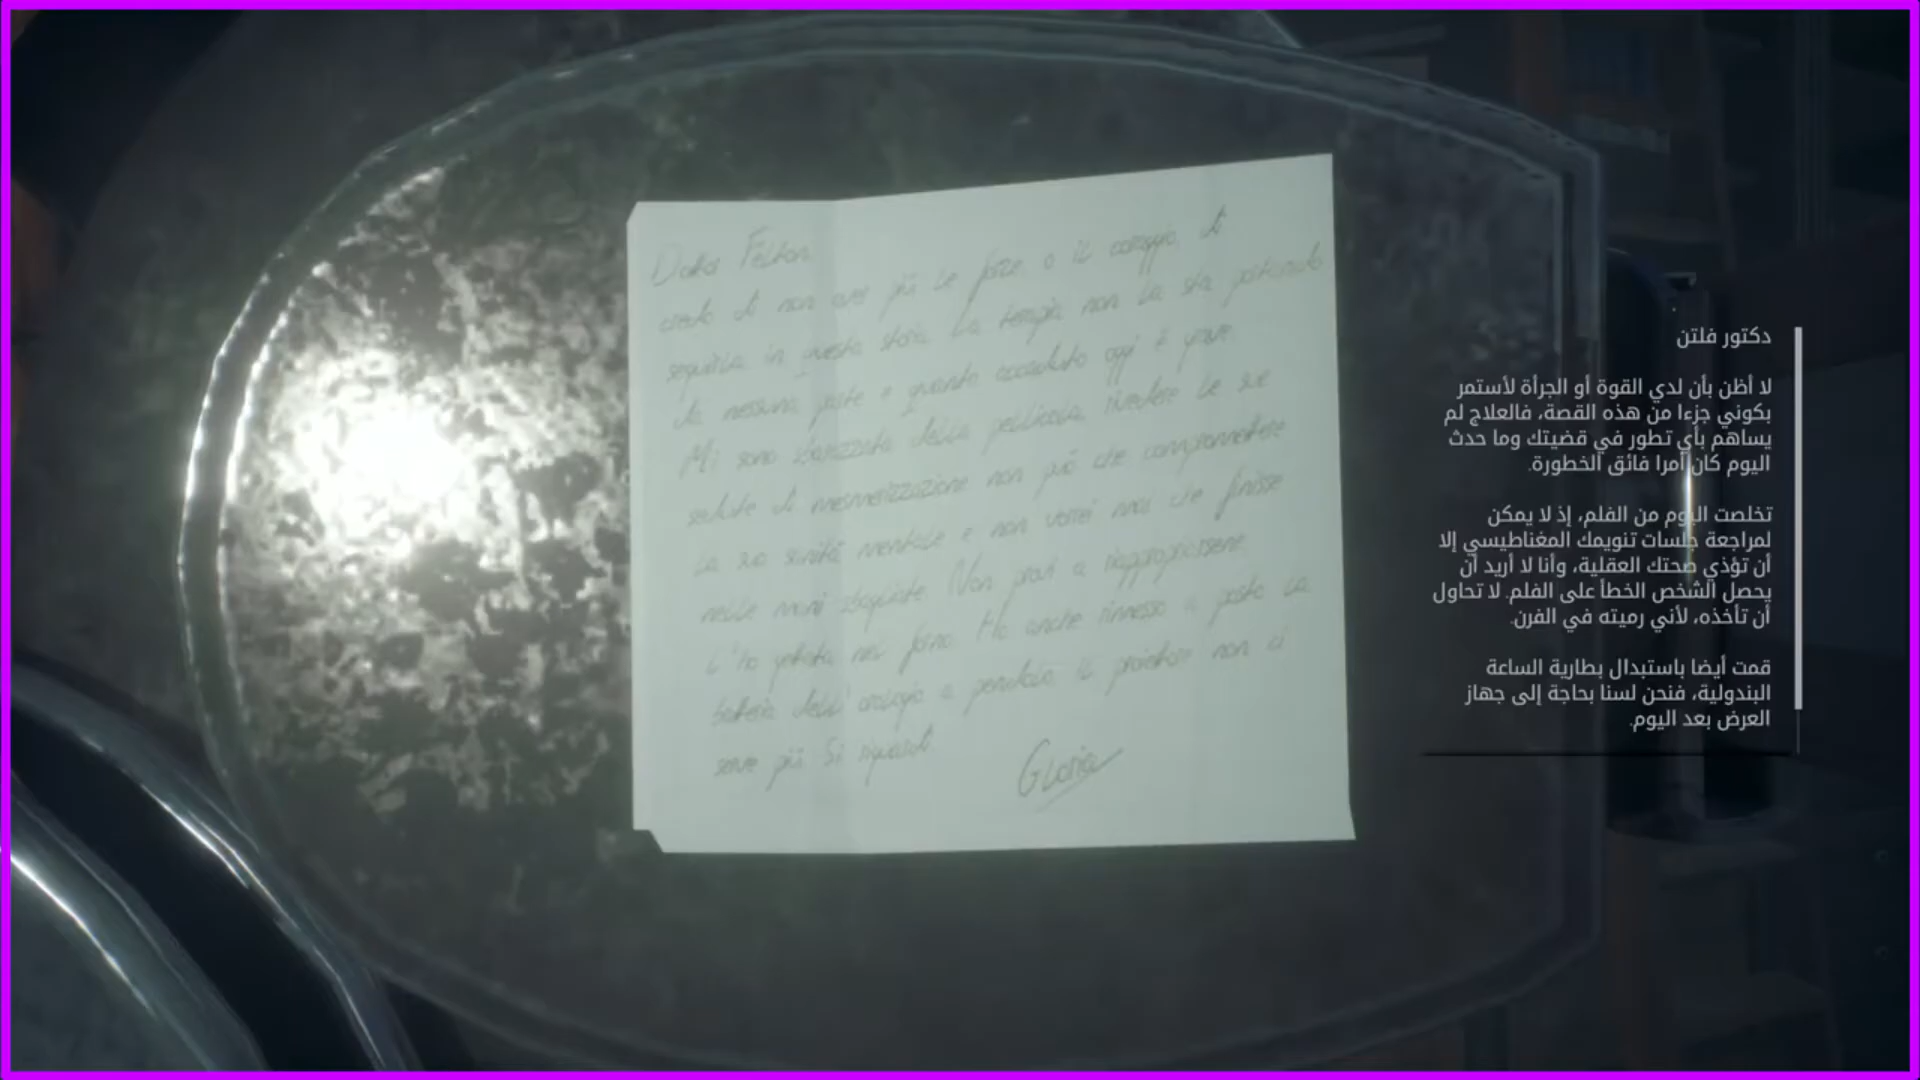 Dottor Felton,
credo di non aver più le forze o il coraggio di
seguirla in questa storia. La terapia non la sta portando
da nessuna parte e quanto accaduto oggi è grave.
Mi sono sbarazzata della pellicola, rivedere le sue
sedute di mesmerizzazione non può che compromettere
la sua sanità mentale e non vorrei mai che finisse
nelle mani sbagliate. Non provi a riappropriarsene
L'ho gettata nel forno. Ho anche rimesso a posto la
batteria dell'orologio a pendolo il proiettore non ci
serve più. Si riguardi
Gloria
دكتور فلتن
لا أظن بأن لدي القوة أو الجرأة لأستمر
بكوني جزءا من هذه القصة، فالعلاج لم
يساهم بأي تطور في قضيتك وما حدث
اليوم كان أمرا فائق الخطورة.
تخلصت اليوم من الفلم، إذ لا يمكن
لمراجعة جلسات تنويمك المغناطيسي إلا
أن تؤذي صحتك العقلية، وأنا لا أريد أن
يحصل الشخص الخطأ على الفلم. لا تحاول
أن تأخذه، لأني رميته في الفرن.
قمت أيضا باستبدال بطارية الساعة
البندولية، فنحن لسنا بحاجة إلى جهاز
العرض بعد اليوم.